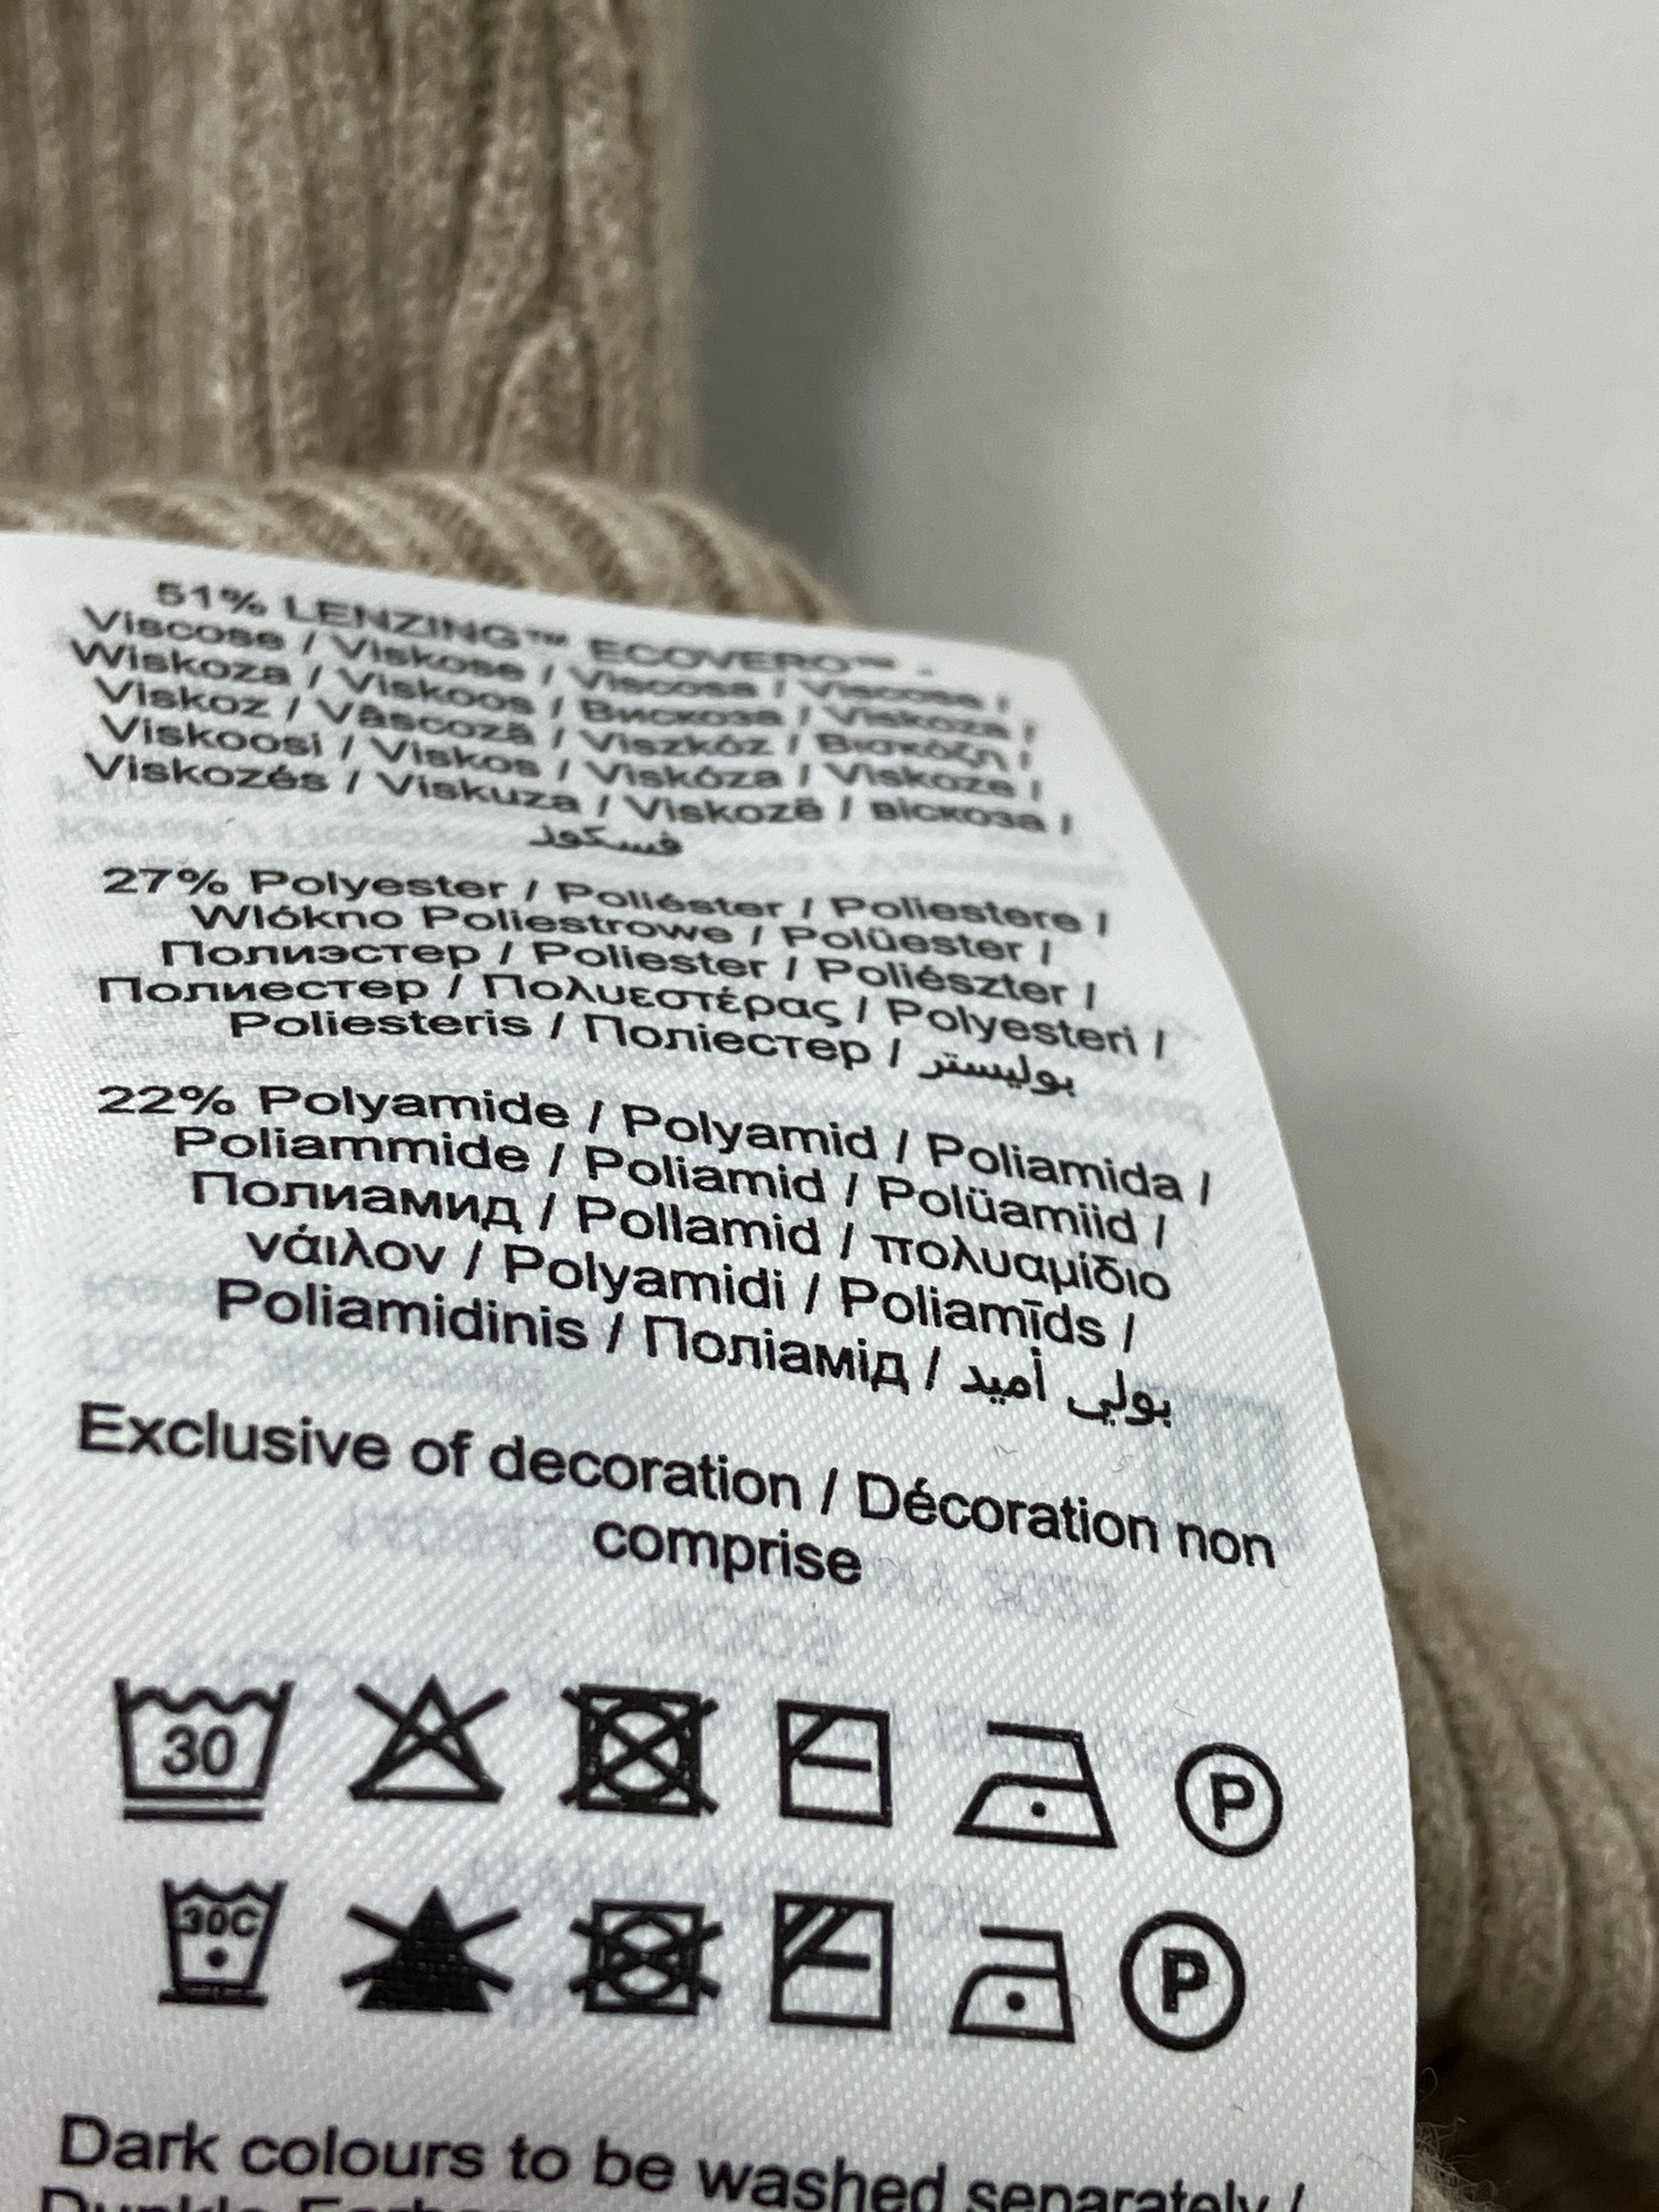 51% LENZING™ ECOVERO™ -
Viscose / Viskose / Viscosa / Viscose /
Wiskoza / Viskoos / Вискоза / Viskoza /
Viskoz / Vâscoză / Viszkóz / Βισκόζη /
Viskoosi / Viskos / Viskóza / Viskoze /
Viskozés / Viskuza / Viskozë / віскоза /
فسكوز
27% Polyester / Poliéster / Poliestere /
Wlókno Poliestrowe / Polüester /
Полиэстер / Poliester / Poliészter /
Полиестер / Πολυεστέρας / Polyesteri /
Poliesteris / Поліестер / بوليستر
22% Polyamide / Polyamid / Poliamida /
Poliammide / Poliamid / Polüamiid /
Полиамид / Pollamid / πολυαμίδιο
νάιλον / Polyamidi / Poliamīds /
Poliamidinis / Поліамід / بولي أميد
Exclusive of decoration / Décoration non
comprise
30 P
30C P
Dark colours to be washed separately /